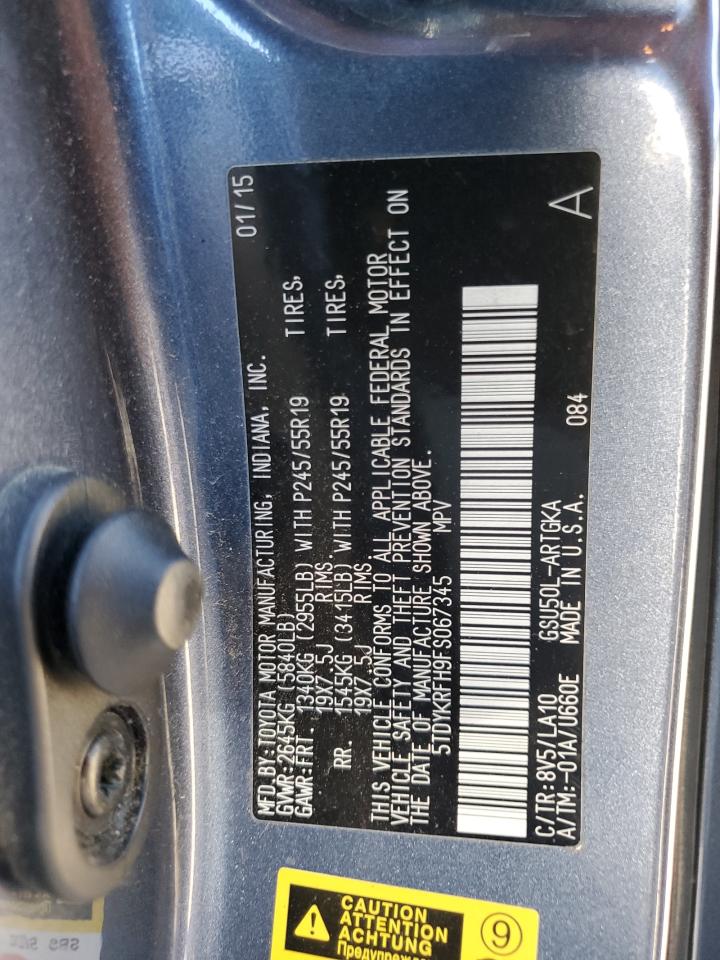 MFD BY:TOYOTA MOTOR MANUFACTURING, INDIANA, INC. 01/15
GVWR:2645KG (5840LB)
GAWR:FRT. 1340KG (2955LB) WITH P245/55R19 TIRES,
19X7.5J RIMS,
RR. 1545KG (3415LB) WITH P245/55R19 TIRES,
19X7.5J RIMS.
THIS VEHICLE CONFORMS TO ALL APPLICABLE FEDERAL MOTOR
VEHICLE SAFETY AND THEFT PREVENTION STANDARDS IN EFFECT ON
THE DATE OF MANUFACTURE SHOWN ABOVE.
5TDYKRFH9FS067345 MPV
C/TR:8V5/LA10 GSU50L-ARTGKA
A/TM:-01A/U660E MADE IN U.S.A. 084 A
CAUTION
ATTENTION
ACHTUNG
9